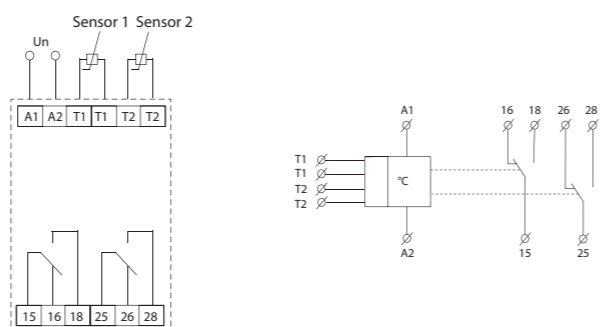 Sensor 1 Sensor 2
Un
A1 A2 T1 T1 T2 T2
15 16 18 25 26 28
A1 16 18 26 28
T1
T1
°C
T2
T2
A2 15 25